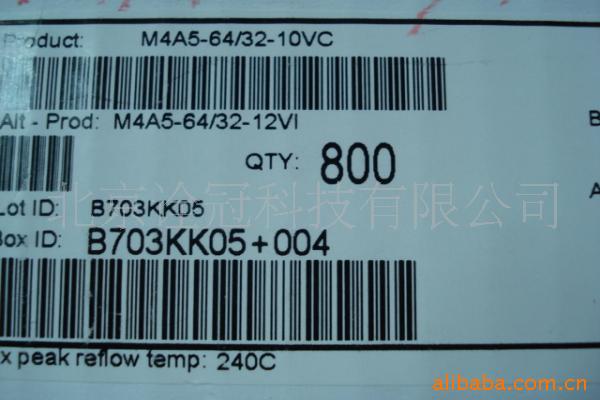 Product: M4A5-64/32-10VC
Alt - Prod: M4A5-64/32-12VI
B
QTY: 800
A
Lot ID: B703KK05
北京淦冠科技有限公司
Box ID: B703KK05+004
x peak reflow temp: 240C
alibaba.com.cn